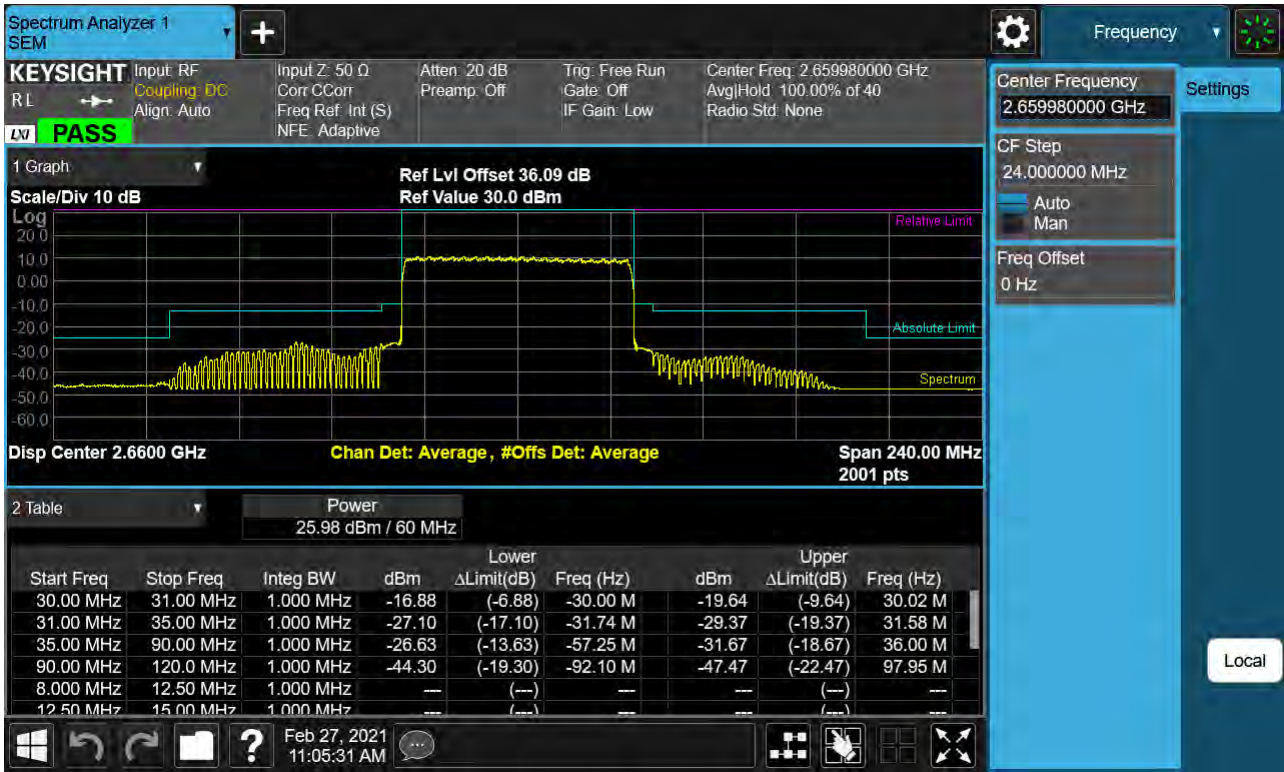 Spectrum Analyzer 1
SEM
+
Frequency
KEYSIGHT
RL
LXI PASS
Input: RF
Coupling: DC
Align: Auto
Input Z: 50 Ω
Corr CCorr
Freq Ref: Int (S)
NFE: Adaptive
Atten: 20 dB
Preamp: Off
Trig: Free Run
Gate: Off
IF Gain: Low
Center Freq: 2.659980000 GHz
Avg|Hold: 100.00% of 40
Radio Std: None
Center Frequency
2.659980000 GHz
Settings
CF Step
24.000000 MHz
Auto
Man
Freq Offset
0 Hz
Local
1 Graph
Scale/Div 10 dB
Ref Lvl Offset 36.09 dB
Ref Value 30.0 dBm
Log
20.0
10.0
0.00
-10.0
-20.0
-30.0
-40.0
-50.0
-60.0
Relative Limit
Absolute Limit
Spectrum
Disp Center 2.6600 GHz
Chan Det: Average, #Offs Det: Average
Span 240.00 MHz
2001 pts
2 Table
Power
25.98 dBm / 60 MHz
Lower Upper
Start Freq Stop Freq Integ BW dBm ΔLimit(dB) Freq (Hz) dBm ΔLimit(dB) Freq (Hz)
30.00 MHz 31.00 MHz 1.000 MHz -16.88 (-6.88) -30.00 M -19.64 (-9.64) 30.02 M
31.00 MHz 35.00 MHz 1.000 MHz -27.10 (-17.10) -31.74 M -29.37 (-19.37) 31.58 M
35.00 MHz 90.00 MHz 1.000 MHz -26.63 (-13.63) -57.25 M -31.67 (-18.67) 36.00 M
90.00 MHz 120.0 MHz 1.000 MHz -44.30 (-19.30) -92.10 M -47.47 (-22.47) 97.95 M
8.000 MHz 12.50 MHz 1.000 MHz --- (---) --- --- (---) ---
12.50 MHz 15.00 MHz 1.000 MHz --- (---) --- --- (---) ---
?
Feb 27, 2021
11:05:31 AM